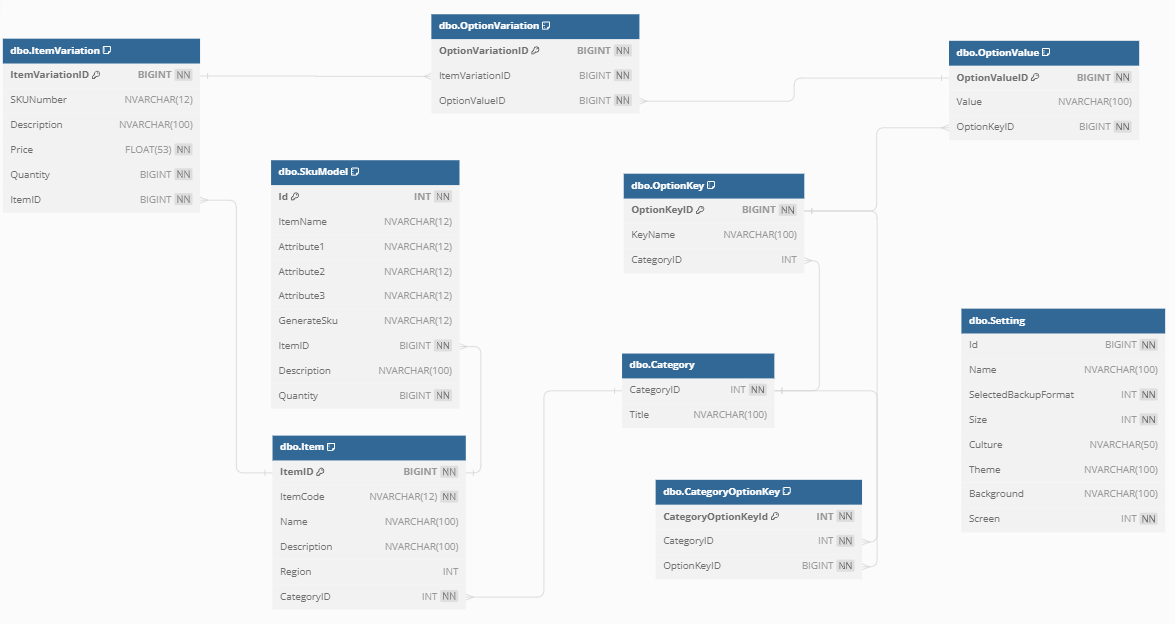 dbo.ItemVariation
ItemVariationID BIGINT NN
SKUNumber NVARCHAR(12)
Description NVARCHAR(100)
Price FLOAT(53) NN
Quantity BIGINT NN
ItemID BIGINT NN
dbo.OptionVariation
OptionVariationID BIGINT NN
ItemVariationID BIGINT NN
OptionValueID BIGINT NN
dbo.OptionValue
OptionValueID BIGINT NN
Value NVARCHAR(100)
OptionKeyID BIGINT NN
dbo.SkuModel
Id INT NN
ItemName NVARCHAR(12)
Attribute1 NVARCHAR(12)
Attribute2 NVARCHAR(12)
Attribute3 NVARCHAR(12)
GenerateSku NVARCHAR(12)
ItemID BIGINT NN
Description NVARCHAR(100)
Quantity BIGINT NN
dbo.OptionKey
OptionKeyID BIGINT NN
KeyName NVARCHAR(100)
CategoryID INT
dbo.Setting
Id BIGINT NN
Name NVARCHAR(100)
SelectedBackupFormat INT NN
Size INT NN
Culture NVARCHAR(50)
Theme NVARCHAR(100)
Background NVARCHAR(100)
Screen INT NN
dbo.Category
CategoryID INT NN
Title NVARCHAR(100)
dbo.Item
ItemID BIGINT NN
ItemCode NVARCHAR(12) NN
Name NVARCHAR(100)
Description NVARCHAR(100)
Region INT
CategoryID INT NN
dbo.CategoryOptionKey
CategoryOptionKeyId INT NN
CategoryID INT NN
OptionKeyID BIGINT NN